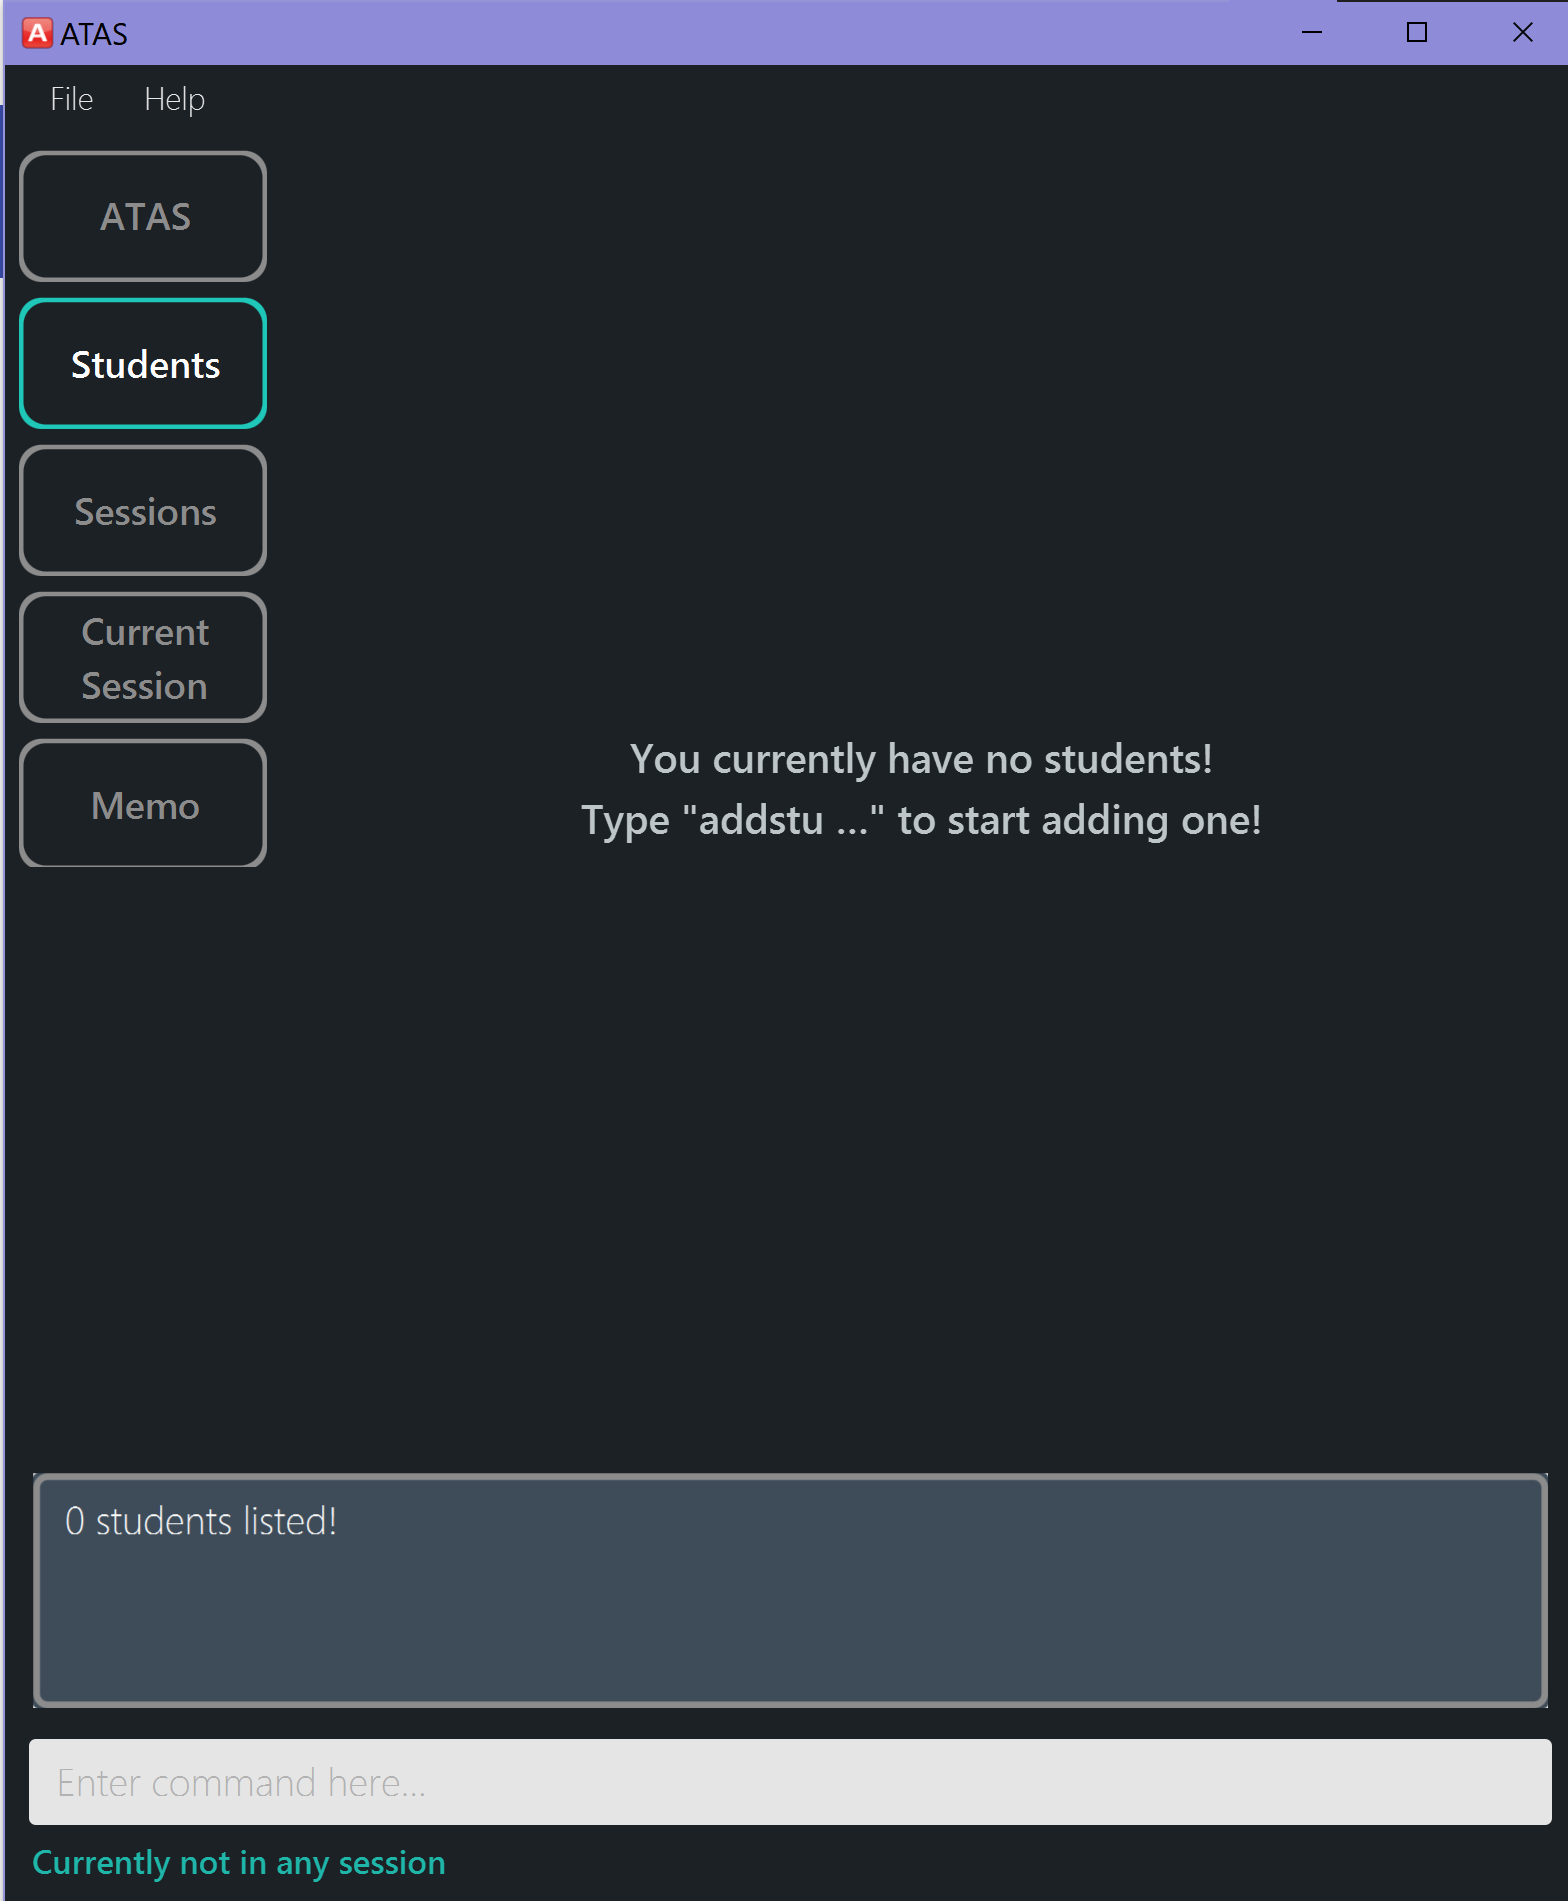 ATAS
File Help
ATAS
Students
Sessions
Current
Session
Memo
You currently have no students!
Type "addstu ..." to start adding one!
0 students listed!
Enter command here...
Currently not in any session